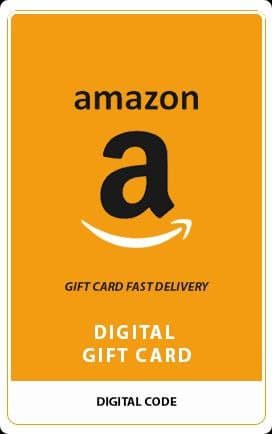 amazon
a
GIFT CARD FAST DELIVERY
DIGITAL
GIFT CARD
DIGITAL CODE